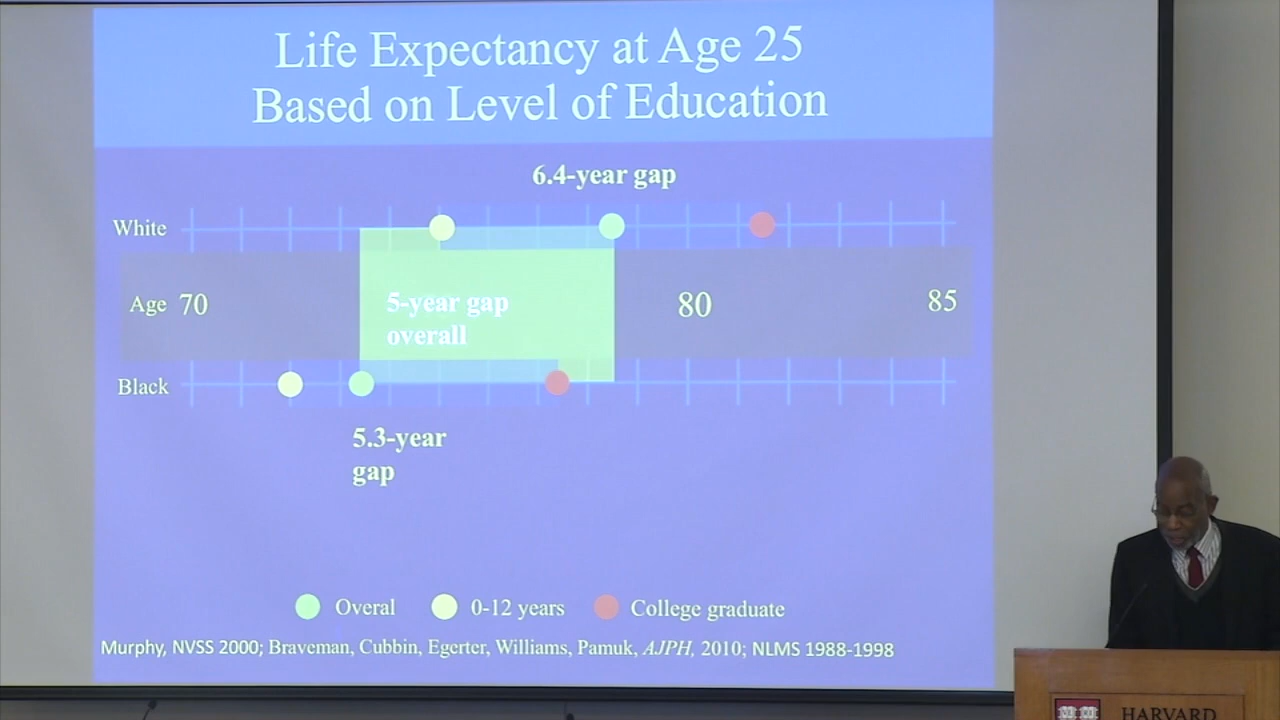 Life Expectancy at Age 25
Based on Level of Education
6.4-year gap
White
Age 70
5-year gap
overall
80
85
Black
5.3-year
gap
Overal
0-12 years
College graduate
Murphy, NVSS 2000; Braveman, Cubbin, Egerter, Williams, Pamuk, AJPH, 2010; NLMS 1988-1998
HARVARD